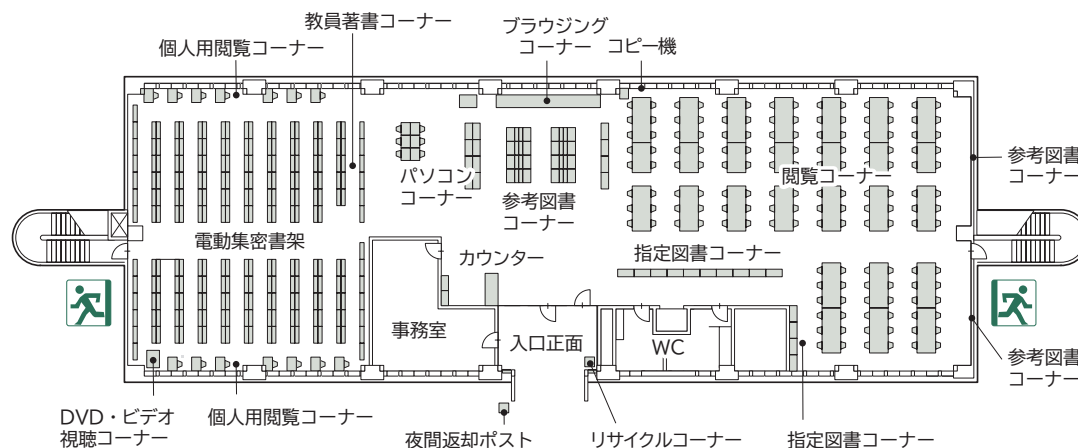 教員著書コーナー
個人用閲覧コーナー
ブラウジング
コーナー
コピー機
パソコン
コーナー
参考図書
コーナー
閲覧コーナー
参考図書
コーナー
電動集密書架
カウンター
指定図書コーナー
事務室
入口正面
WC
参考図書
コーナー
DVD・ビデオ
視聴コーナー
個人用閲覧コーナー
夜間返却ポスト
リサイクルコーナー
指定図書コーナー